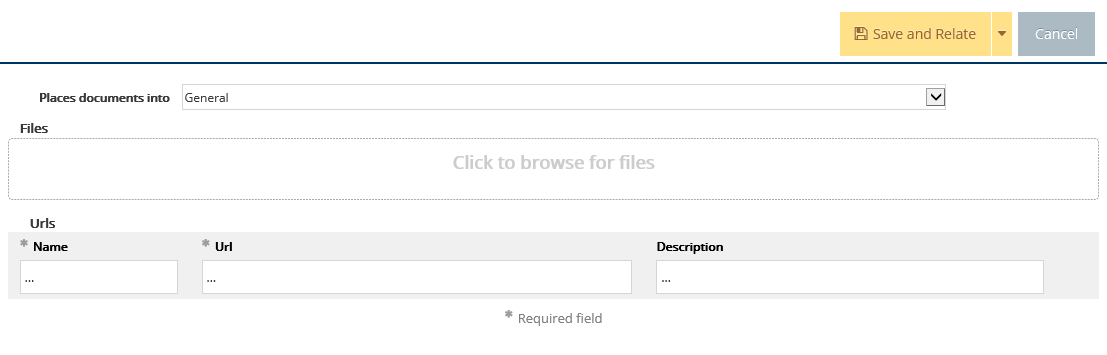 Save and Relate Cancel
Places documents into General
Files
Click to browse for files
Urls
* Name * Url Description
... ... ...
* Required field